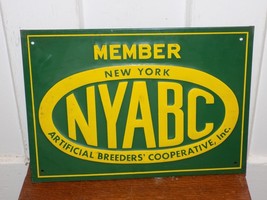 MEMBER
NEW YORK
NYABC
ARTIFICIAL BREEDERS' COOPERATIVE, Inc.